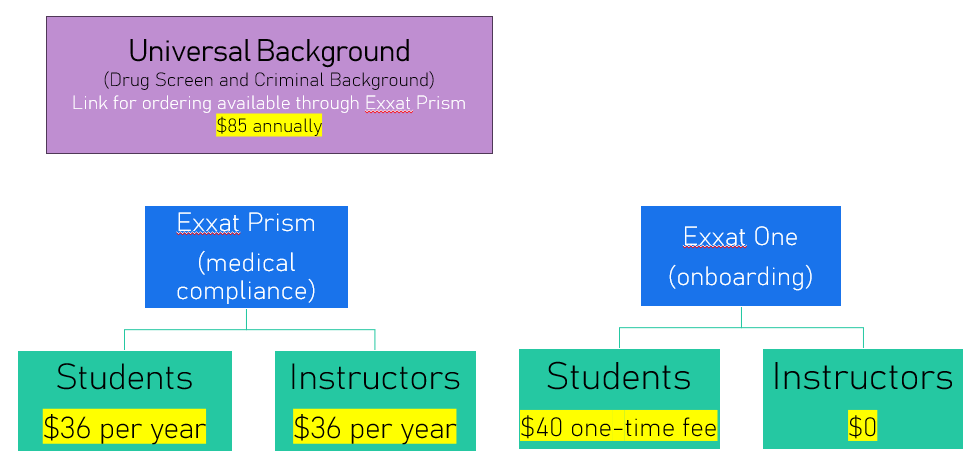 Universal Background
(Drug Screen and Criminal Background)
Link for ordering available through Exxat Prism
$85 annually
Exxat Prism
(medical
compliance)
Students
$36 per year
Instructors
$36 per year
Exxat One
(onboarding)
Students
$40 one-time fee
Instructors
$0